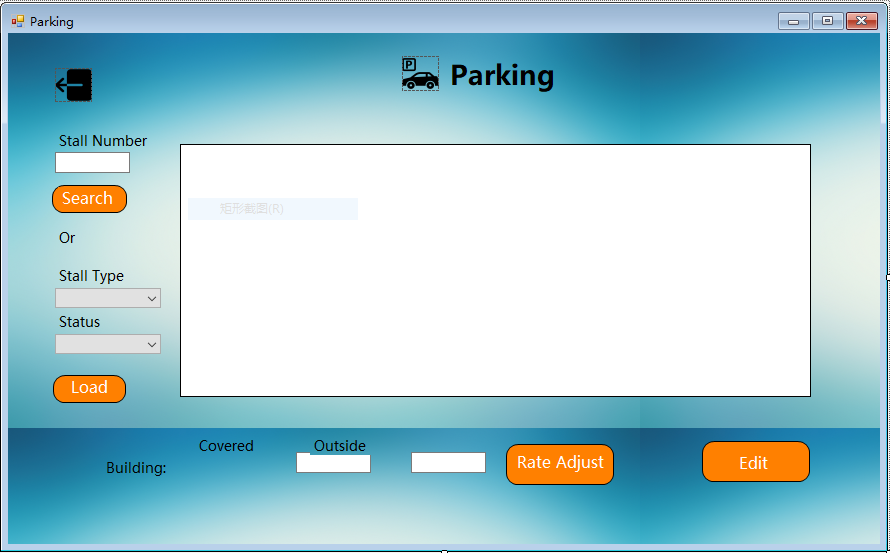 Parking
P
Parking
Stall Number
Search
矩形截图(R)
Or
Stall Type
Status
Load
Covered
Outside
Building:
Rate Adjust
Edit